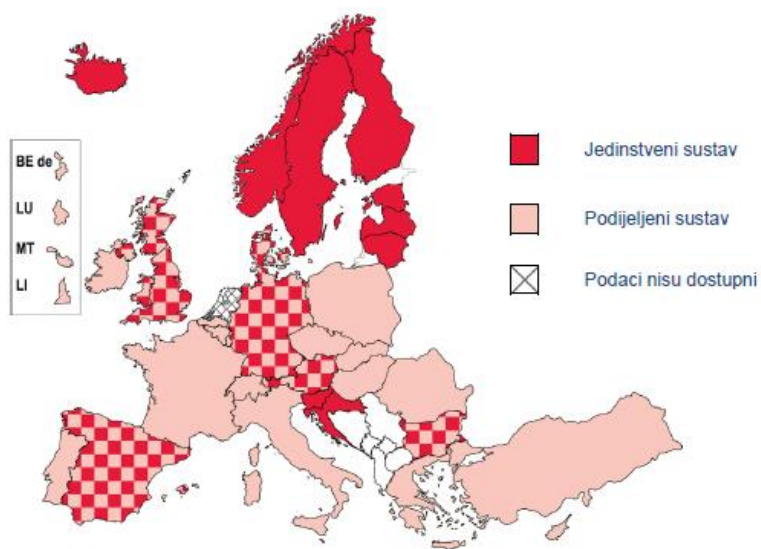 BE de
LU
MT
LI
Jedinstveni sustav
Podijeljeni sustav
Podaci nisu dostupni